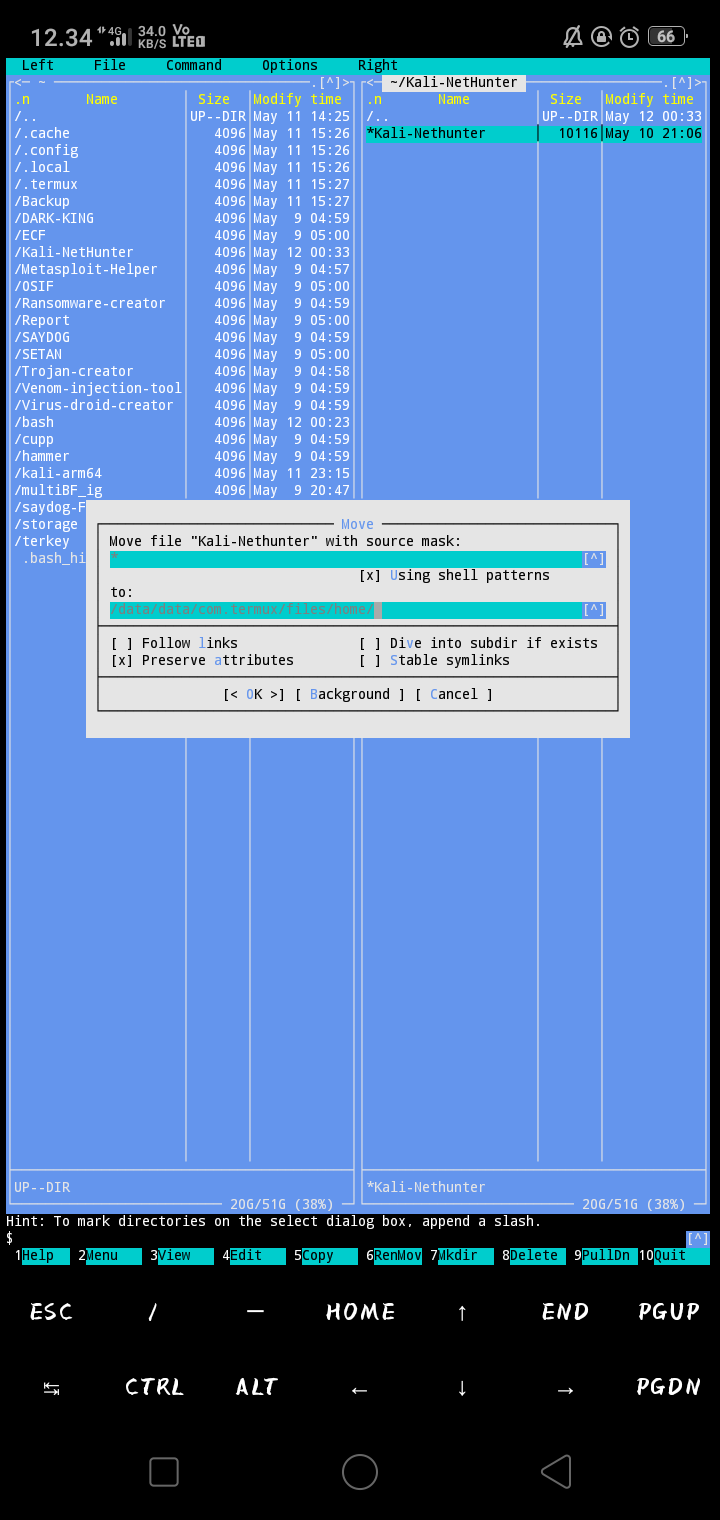 12.34 4G 34.0 KB/S Vo LTE1 66
Left File Command Options Right
<— ~ .[^]> <— ~/Kali-NetHunter .[^]>
.n Name Size Modify time .n Name Size Modify time
/.. UP--DIR May 11 14:25 /.. UP--DIR May 12 00:33
/.cache 4096 May 11 15:26 *Kali-Nethunter 10116 May 10 21:06
/.config 4096 May 11 15:26
/.local 4096 May 11 15:26
/.termux 4096 May 11 15:27
/Backup 4096 May 11 15:27
/DARK-KING 4096 May 9 04:59
/ECF 4096 May 9 05:00
/Kali-NetHunter 4096 May 12 00:33
/Metasploit-Helper 4096 May 9 04:57
/OSIF 4096 May 9 05:00
/Ransomware-creator 4096 May 9 04:59
/Report 4096 May 9 05:00
/SAYDOG 4096 May 9 04:59
/SETAN 4096 May 9 05:00
/Trojan-creator 4096 May 9 04:58
/Venom-injection-tool 4096 May 9 04:59
/Virus-droid-creator 4096 May 9 04:59
/bash 4096 May 12 00:23
/cupp 4096 May 9 04:59
/hammer 4096 May 9 04:59
/kali-arm64 4096 May 11 23:15
/multiBF_ig 4096 May 9 20:47
/saydog-F
/storage
/terkey
.bash_hi
Move
Move file "Kali-Nethunter" with source mask:
* [^]
[x] Using shell patterns
to:
/data/data/com.termux/files/home/ [^]
[ ] Follow links [ ] Dive into subdir if exists
[x] Preserve attributes [ ] Stable symlinks
[< OK >] [ Background ] [ Cancel ]
UP--DIR *Kali-Nethunter
20G/51G (38%) 20G/51G (38%)
Hint: To mark directories on the select dialog box, append a slash.
$ [^]
1Help 2Menu 3View 4Edit 5Copy 6RenMov 7Mkdir 8Delete 9PullDn 10Quit
ESC / — HOME ↑ END PGUP
↹ CTRL ALT ← ↓ → PGDN